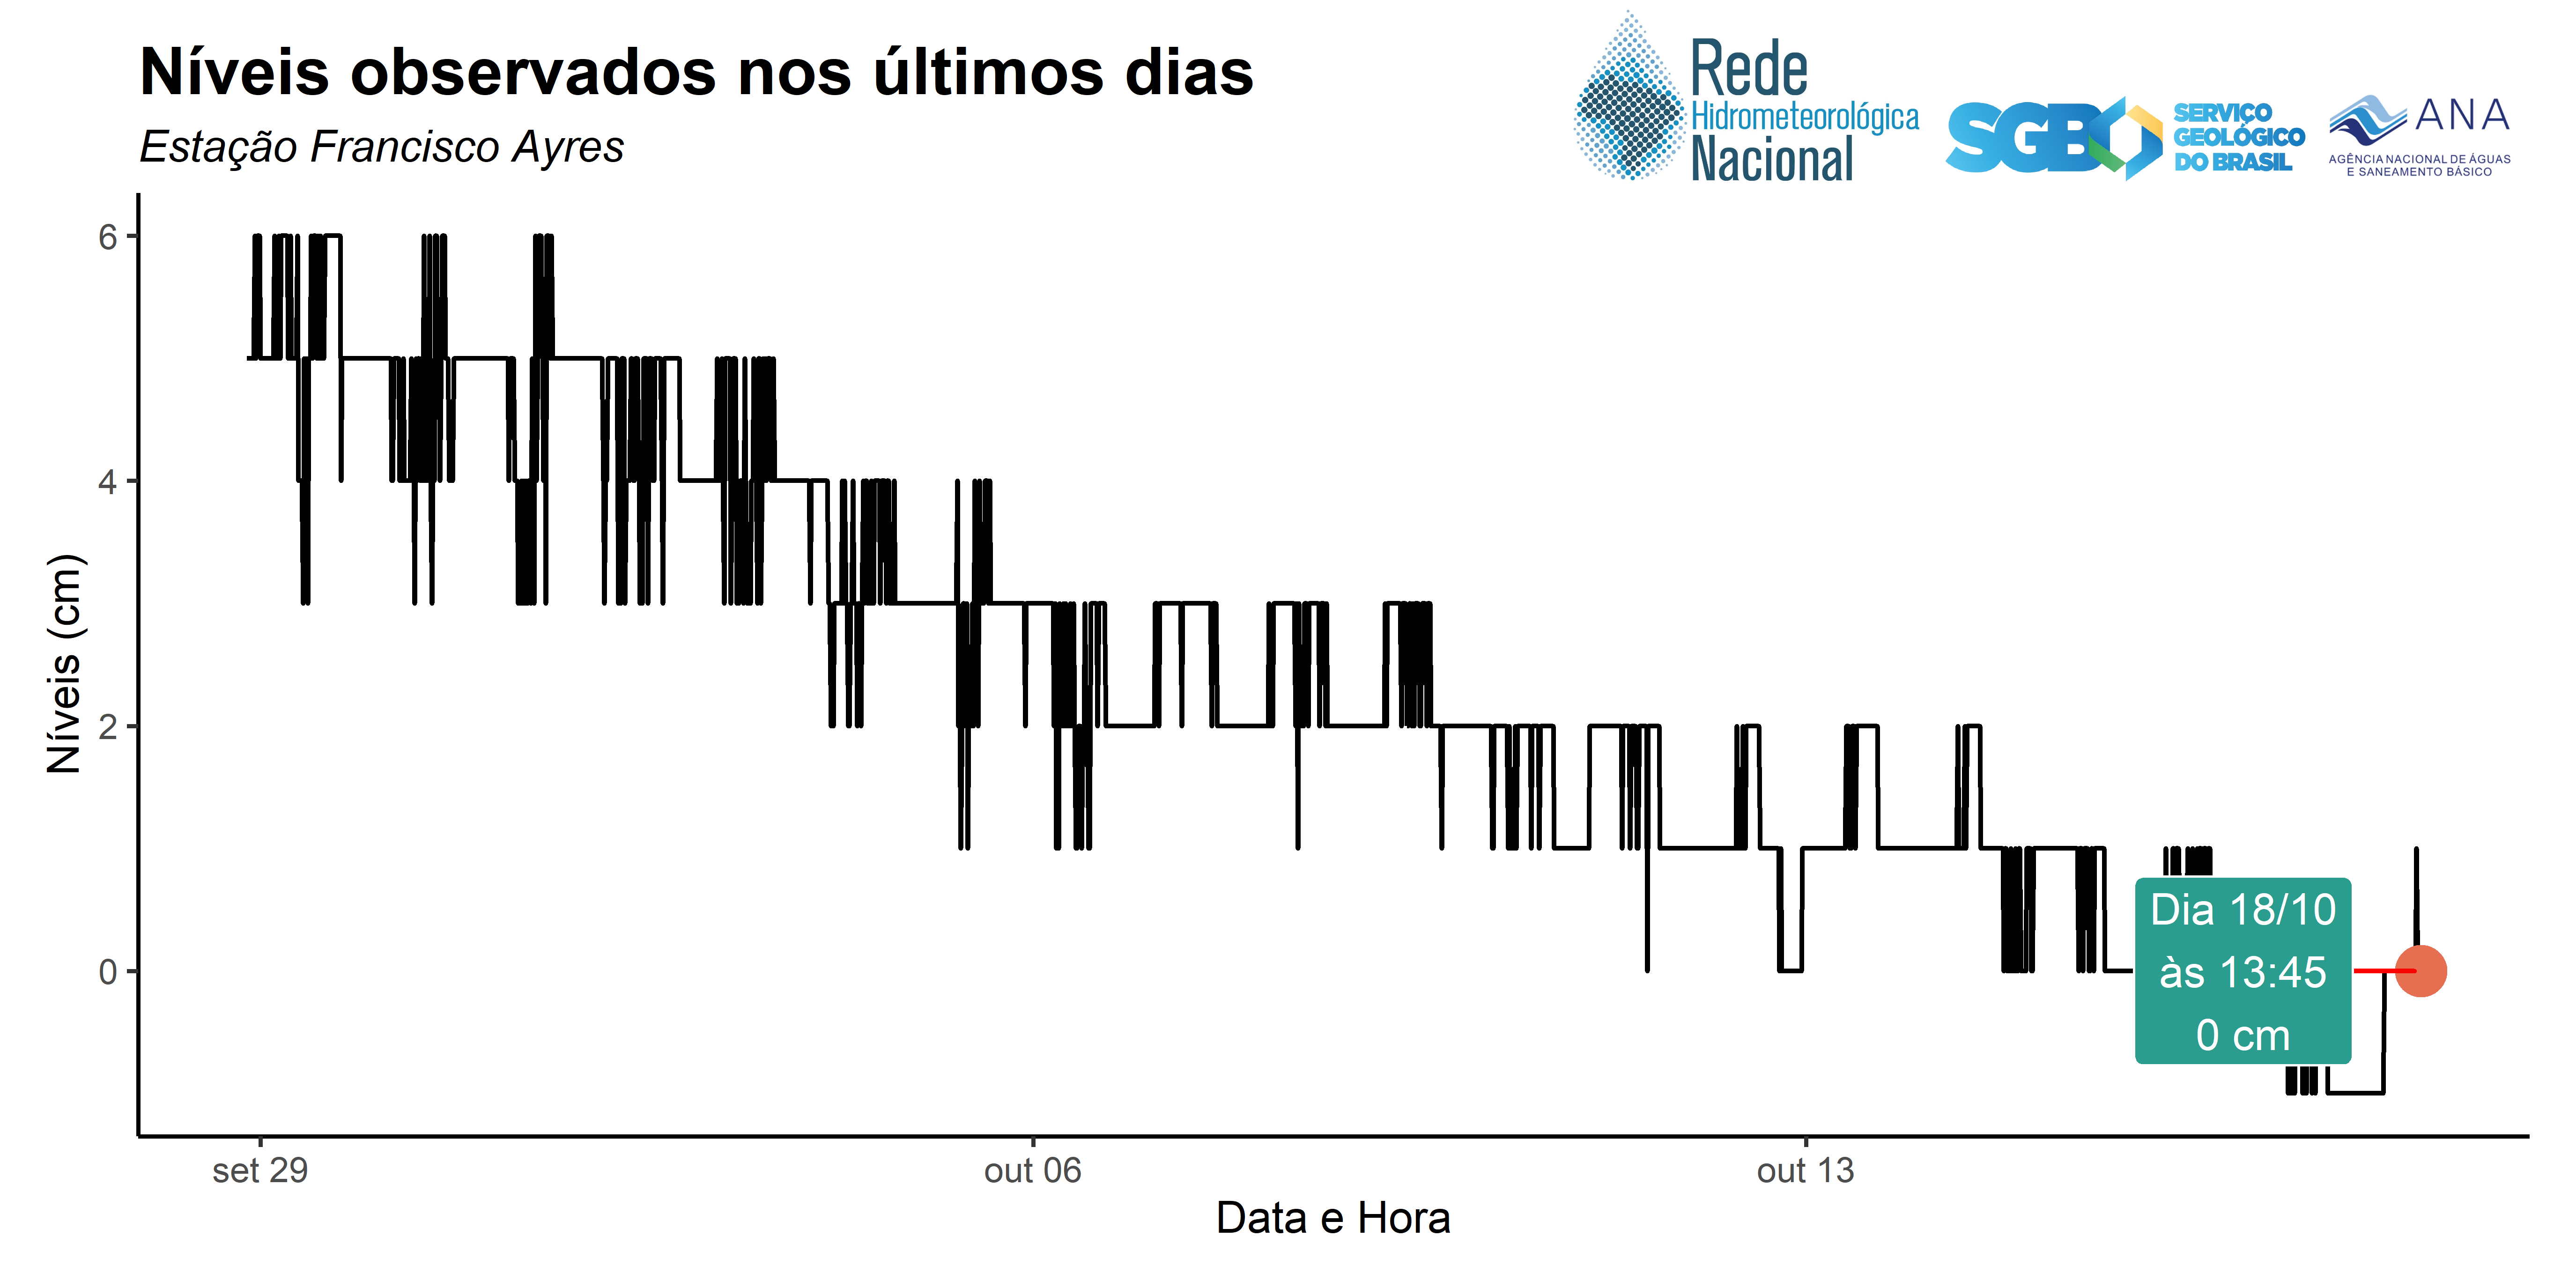 Níveis observados nos últimos dias
Estação Francisco Ayres
Rede
Hidrometeorológica
Nacional
SGB
SERVIÇO
GEOLÓGICO
DO BRASIL
ANA
AGÊNCIA NACIONAL DE ÁGUAS
E SANEAMENTO BÁSICO
Níveis (cm)
6
4
2
0
Dia 18/10
às 13:45
0 cm
set 29
out 06
out 13
Data e Hora